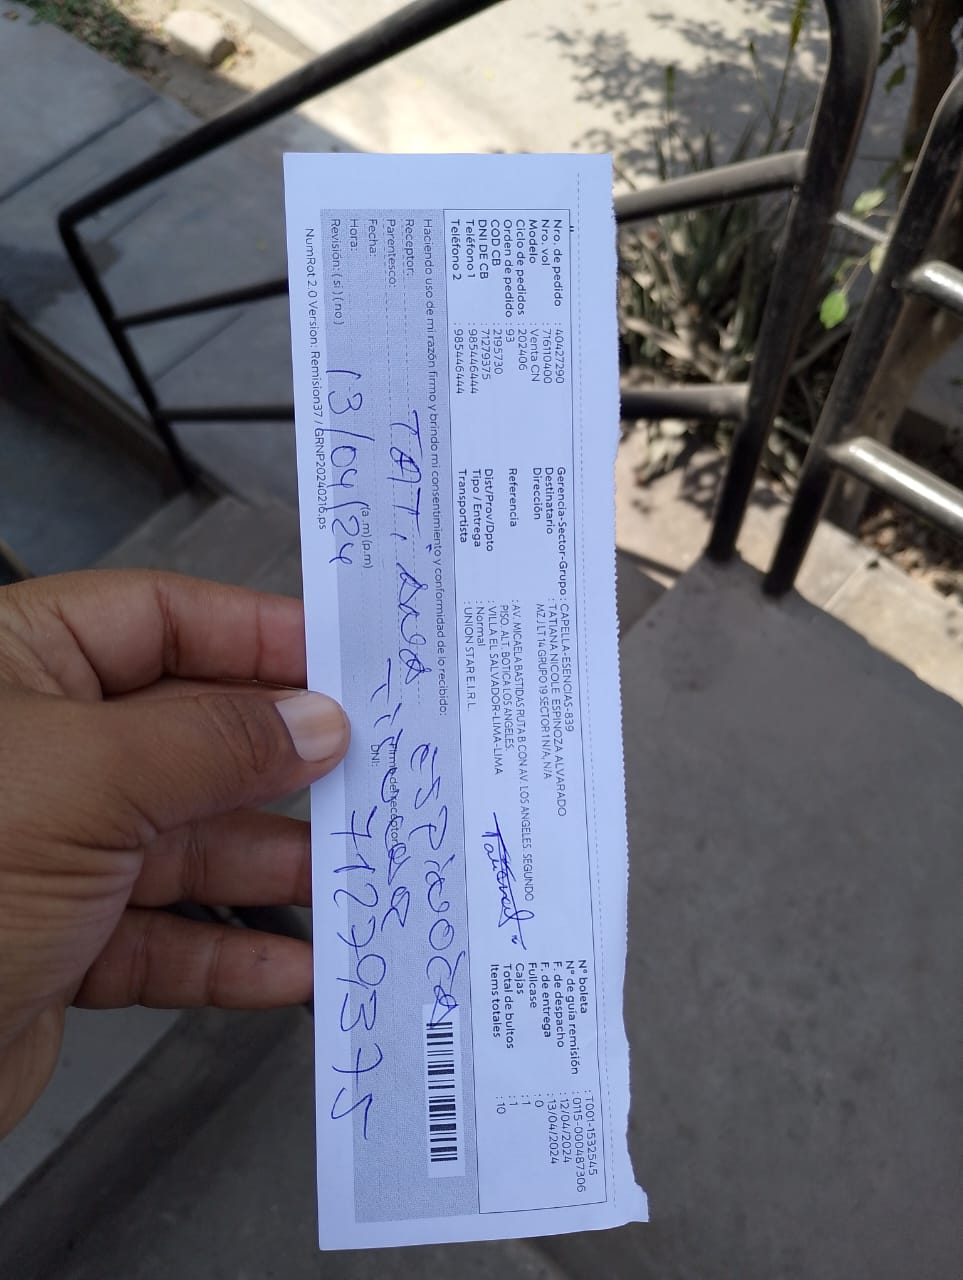 Nro. de pedido : 40427290
Nro. vol : 716110400
Modelo : Venta CN
Ciclo de pedidos : 202406
Orden de pedido : 93
COD CB : 2195730
DNI DE CB : 71279375
Teléfono 1 : 985446444
Teléfono 2 : 985446444
Gerencia-Sector-Grupo : CAPELLA-ESENCIAS-839
Destinatario : TATIANA NICOLE ESPINOZA ALVARADO
Dirección : MZ J LT 14 GRUPO 19 SECTOR 1 N/A, N/A
Referencia : AV. MICAELA BASTIDAS RUTA B CON AV. LOS ANGELES. SEGUNDO
PISO. ALT. BOTICA LOS ANGELES.
Dist/Prov/Dpto : VILLA EL SALVADOR-LIMA-LIMA
Tipo / Entrega : Normal
Transportista : UNION STAR E.I.R.L.
N° boleta : T001-1532545
N° de guía remisión : 0115-000487306
F. de despacho : 12/04/2024
F. de entrega : 13/04/2024
Fullcase : 0
Cajas : 1
Total de bultos : 1
Items totales : 10
Haciendo uso de mi razón firmo y brindo mi consentimiento y conformidad de lo recibido:
Receptor: Tatiana Espinoza
Parentesco: Titular
Firma del receptor
Fecha: 13/04/24
DNI: 71279375
Hora: (a.m)(p.m)
Revisión: (si) (no)
NumRot 2.0 Version: Remision37 / GRNP20240216.ps